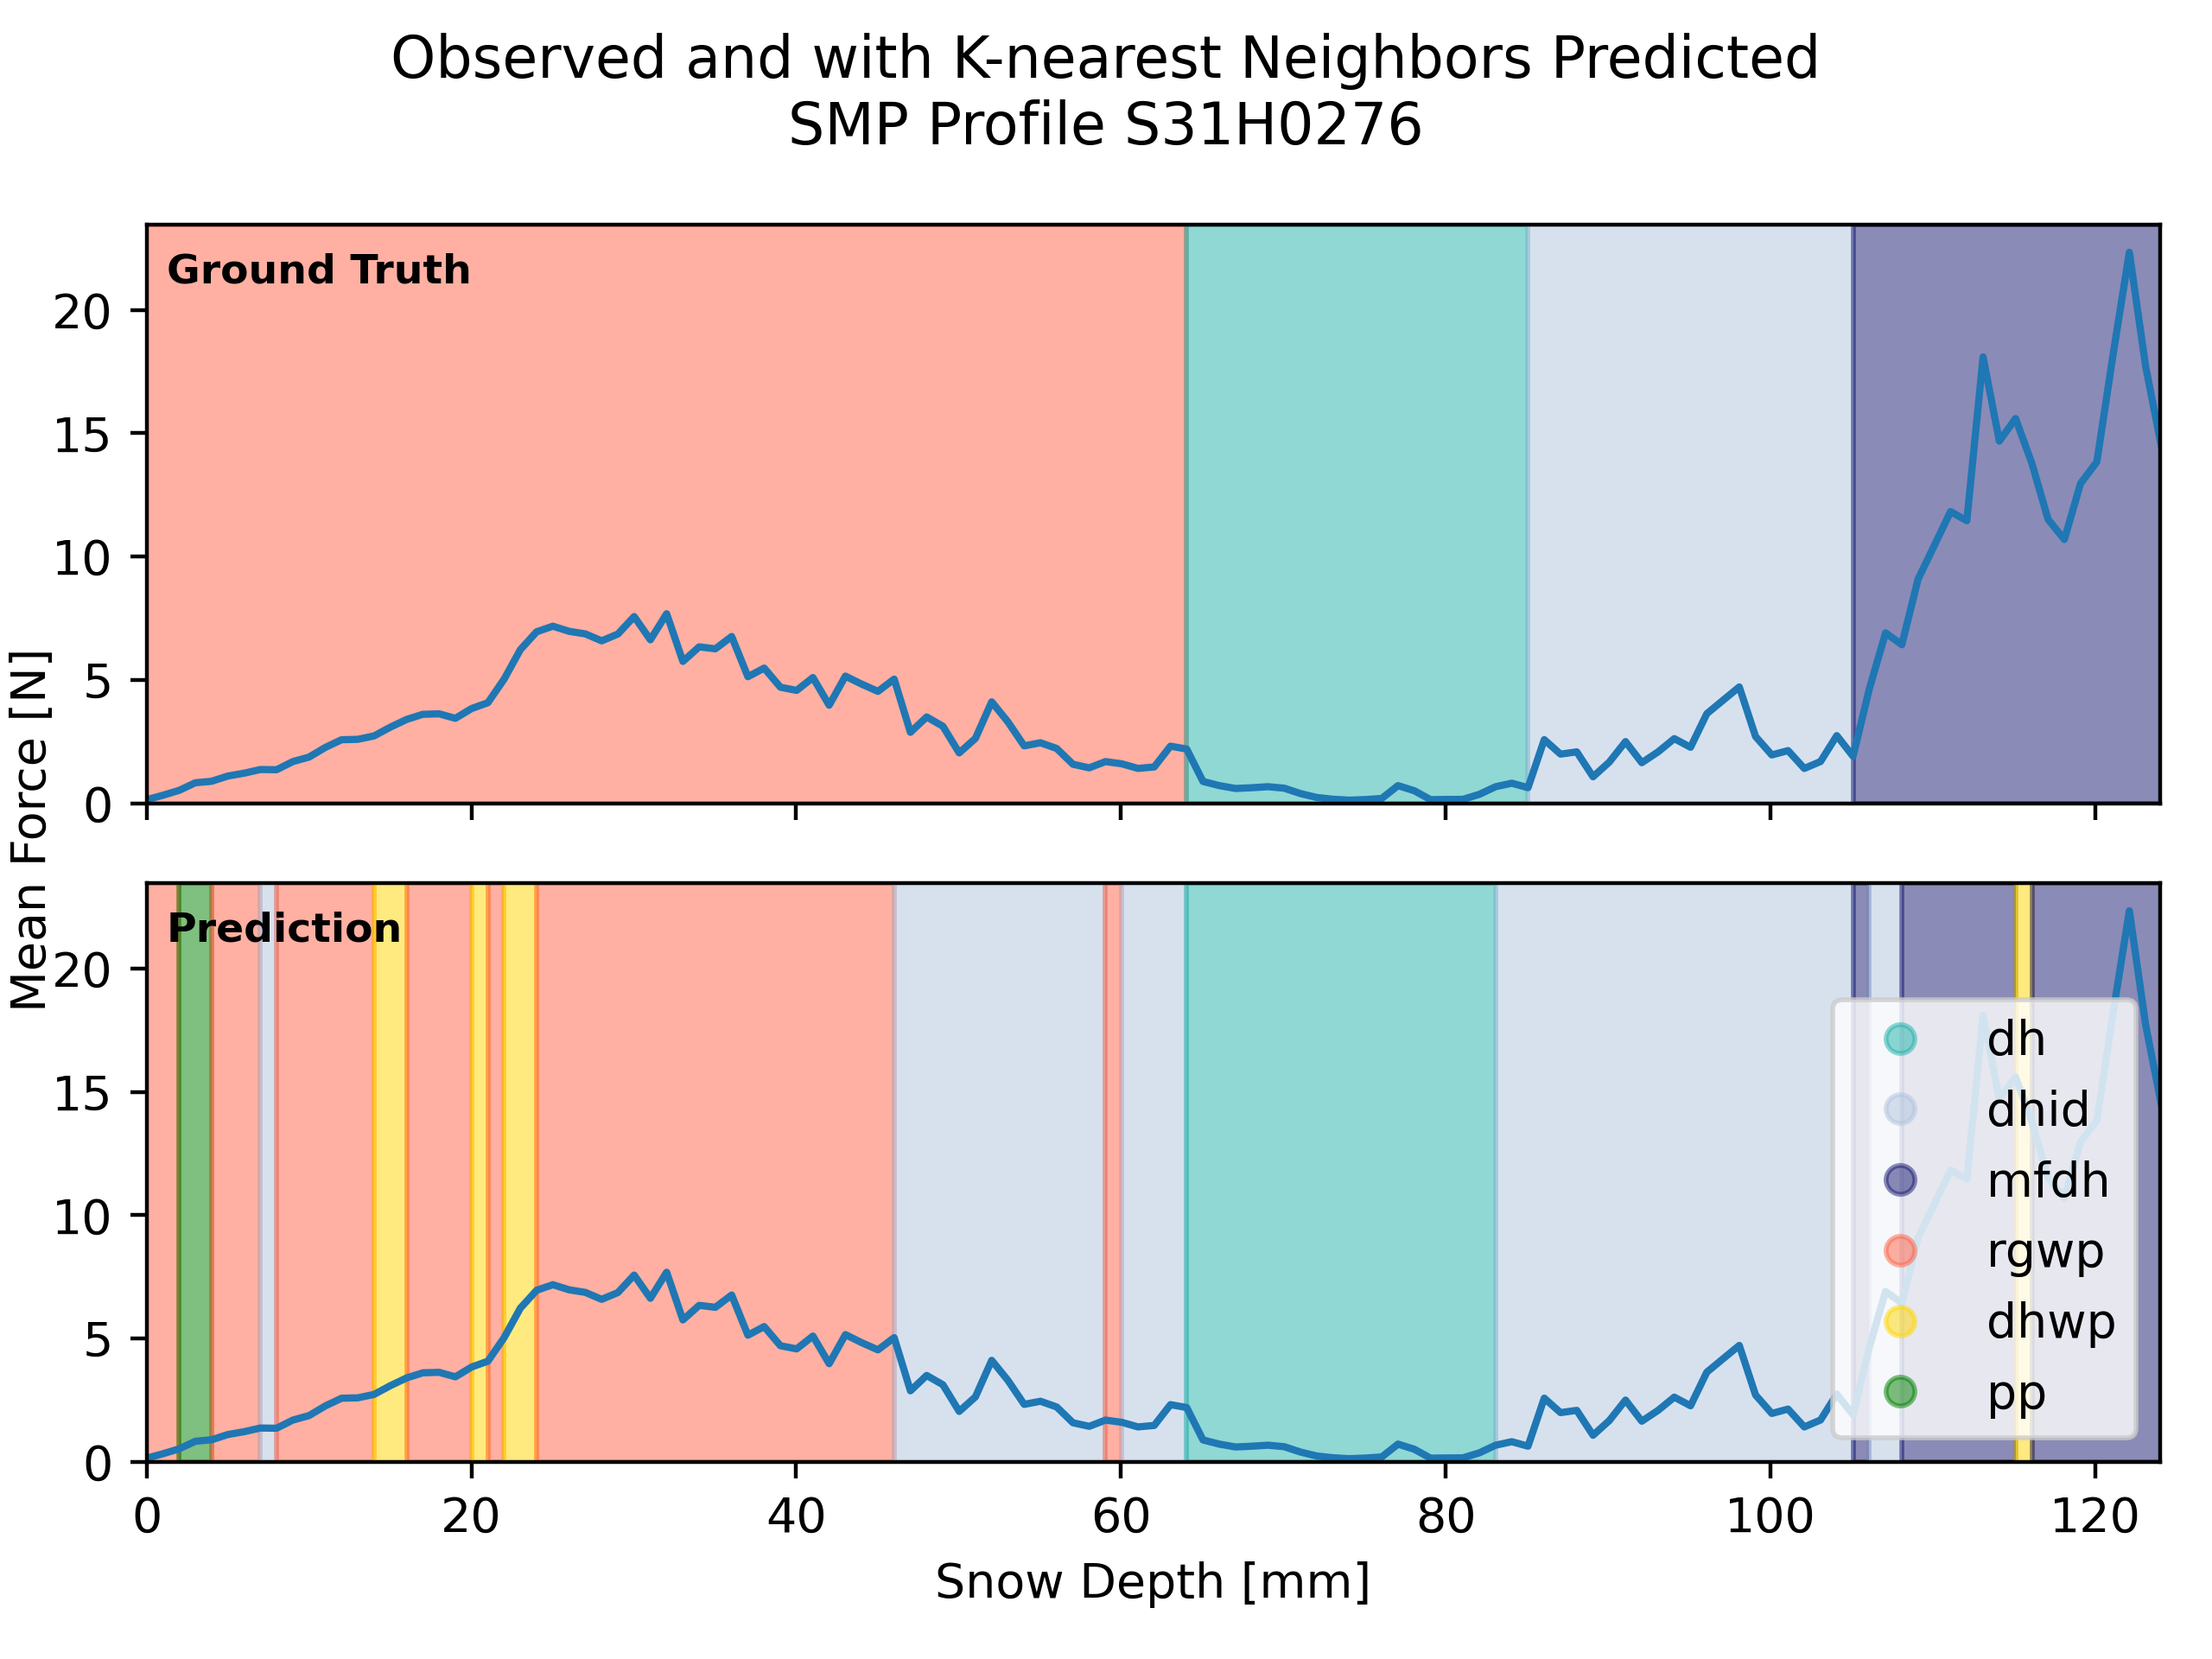 Observed and with K-nearest Neighbors Predicted
SMP Profile S31H0276
Mean Force [N]
Ground Truth
20
15
10
5
0
Prediction
20
15
10
5
0
dh
dhid
mfdh
rgwp
dhwp
pp
0 20 40 60 80 100 120
Snow Depth [mm]